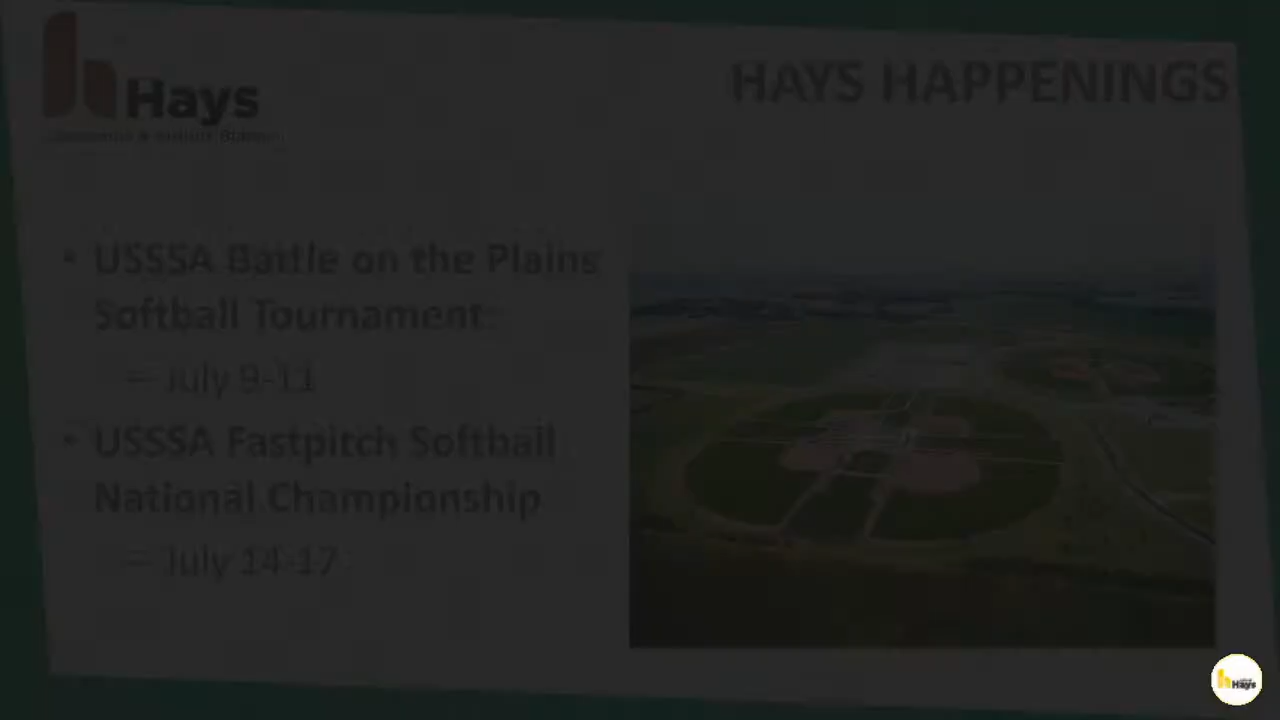 Hays
HAYS HAPPENINGS
• USSSA Battle on the Plains
Softball Tournament:
– July 9-11
• USSSA Fastpitch Softball
National Championship
– July 14-17
Hays